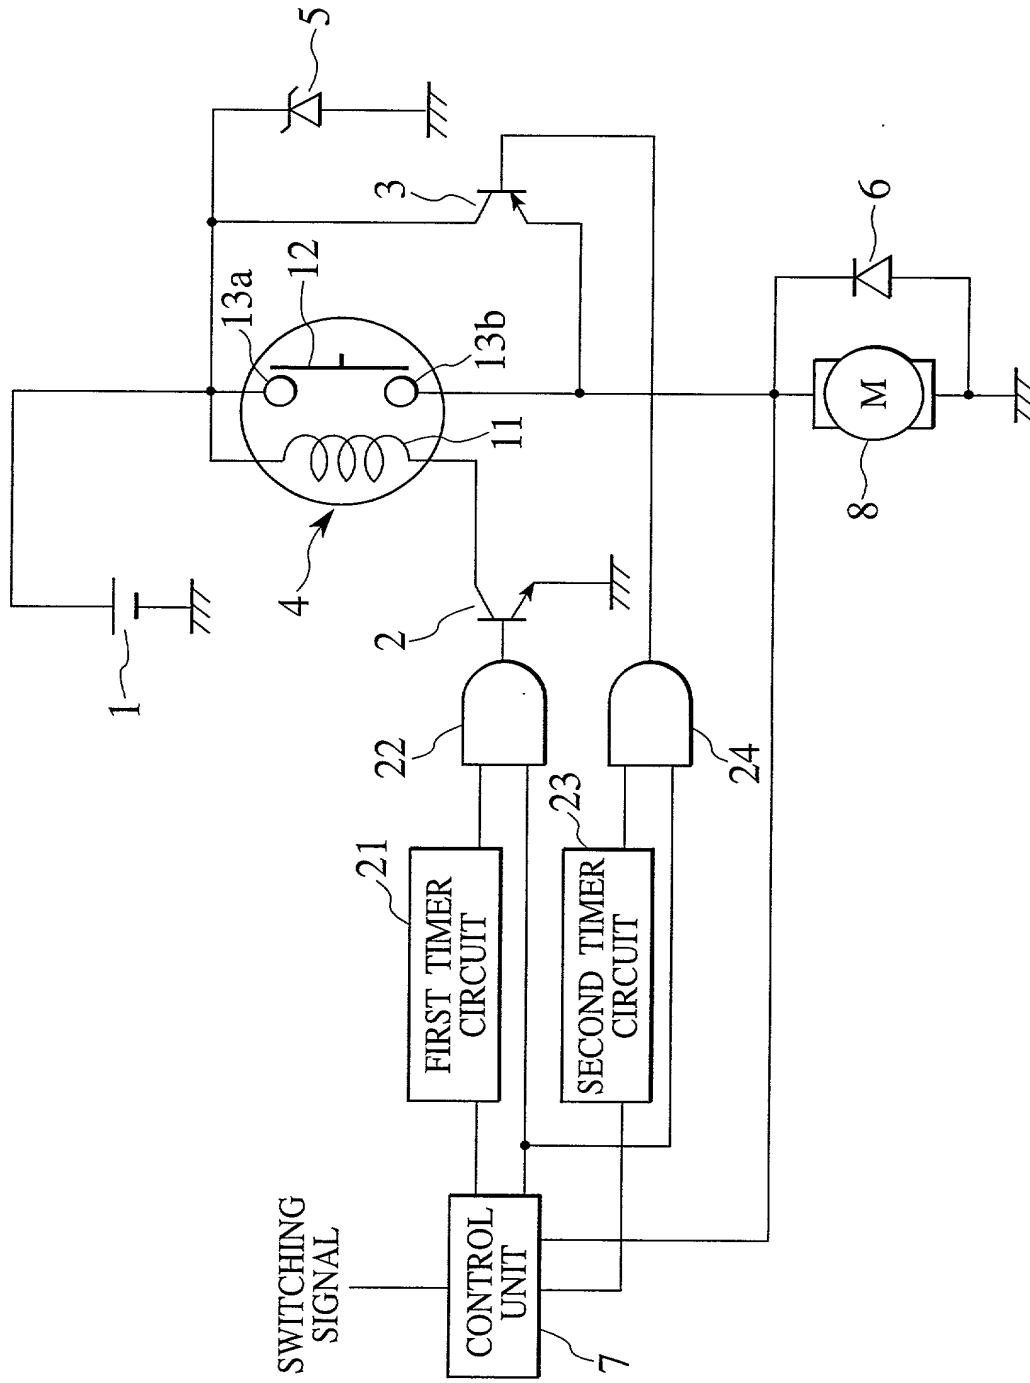 SWITCHING
SIGNAL
CONTROL
UNIT
7
FIRST TIMER
CIRCUIT
21
SECOND TIMER
CIRCUIT
23
22
24
1
2
4
11
12
13a
13b
3
5
6
M
8